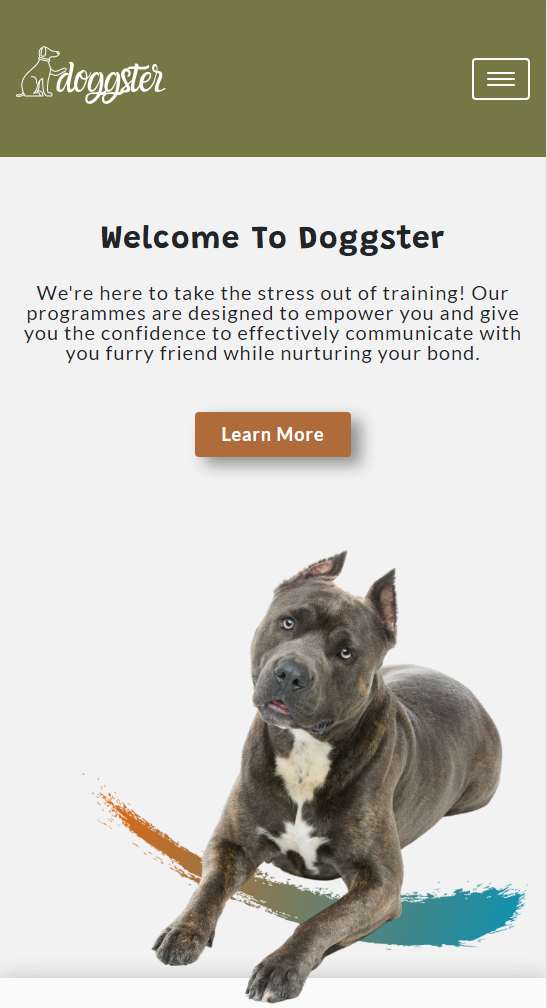 doggster
Welcome To Doggster
We're here to take the stress out of training! Our
programmes are designed to empower you and give
you the confidence to effectively communicate with
you furry friend while nurturing your bond.
Learn More